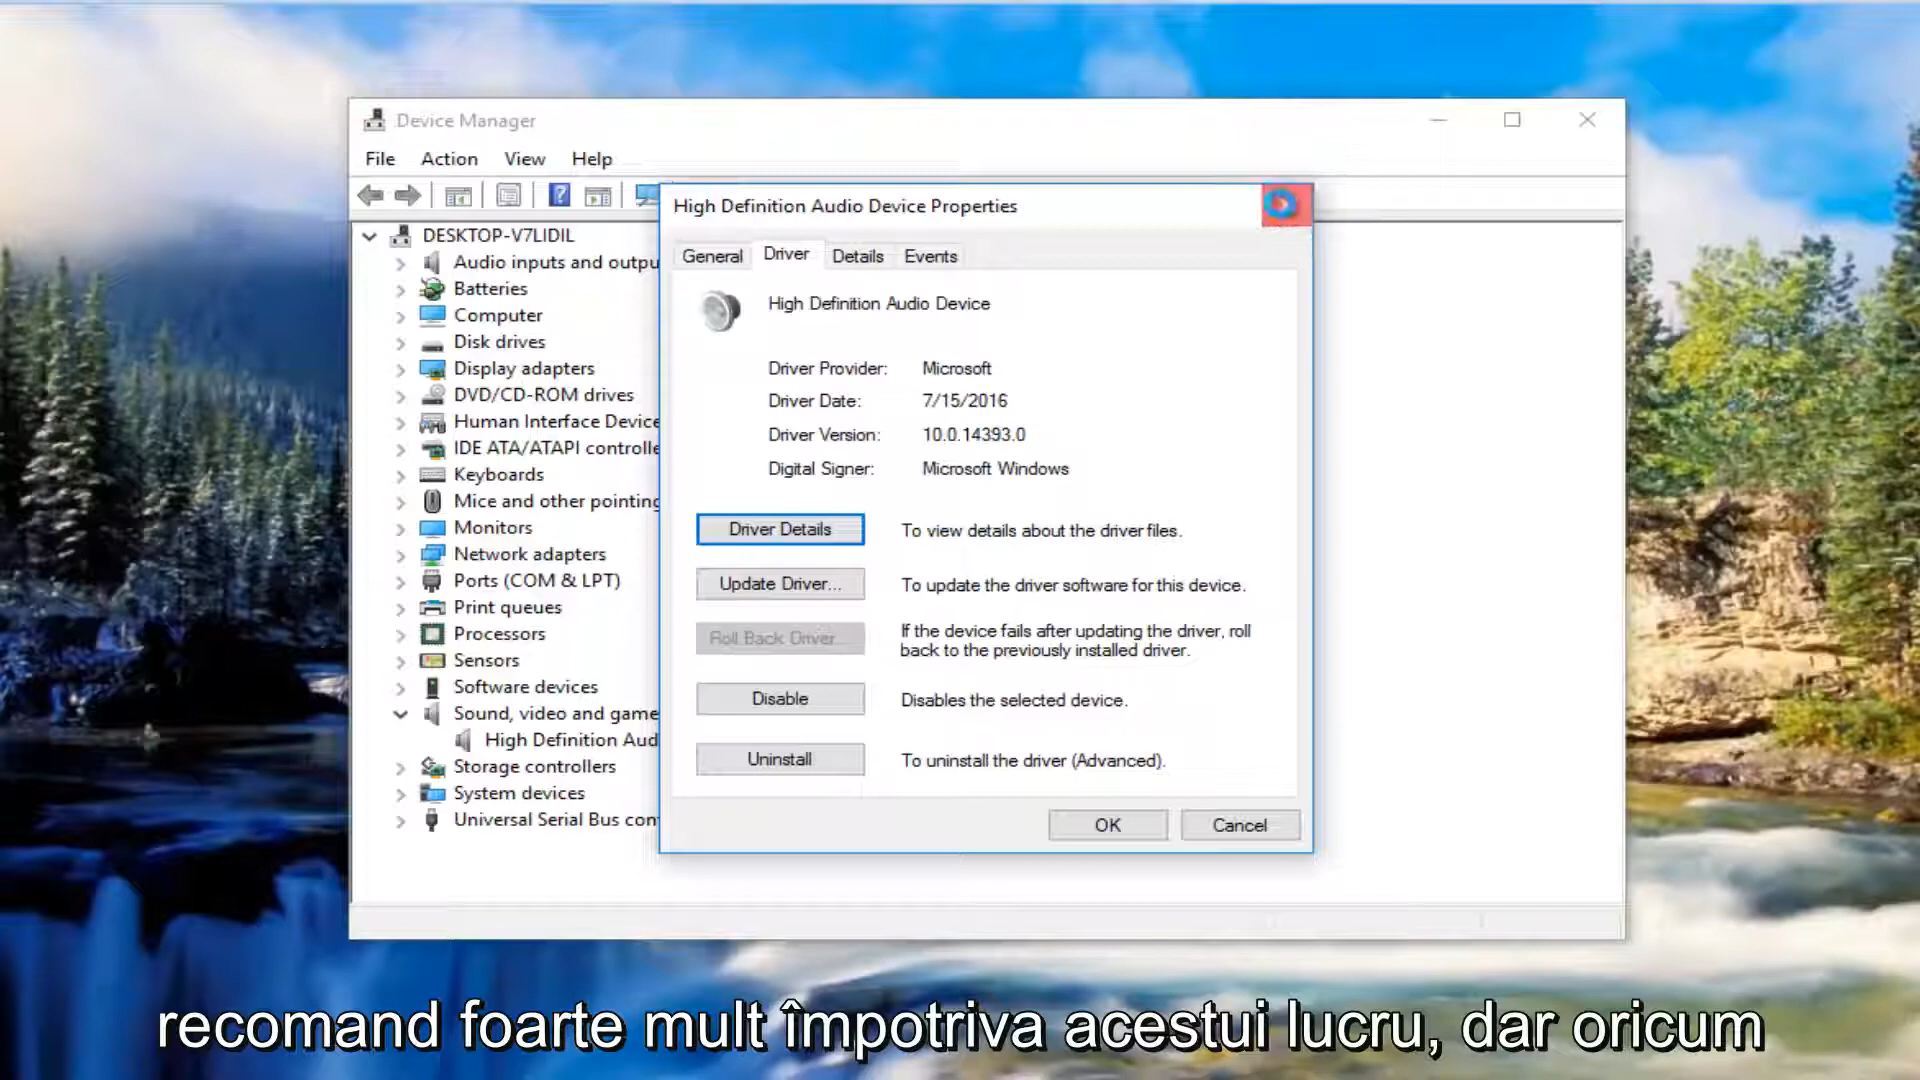 Device Manager
File Action View Help
High Definition Audio Device Properties
DESKTOP-V7LIDIL
Audio inputs and outpu
Batteries
Computer
Disk drives
Display adapters
DVD/CD-ROM drives
Human Interface Device
IDE ATA/ATAPI controlle
Keyboards
Mice and other pointing
Monitors
Network adapters
Ports (COM & LPT)
Print queues
Processors
Sensors
Software devices
Sound, video and game
High Definition Aud
Storage controllers
System devices
Universal Serial Bus con
General Driver Details Events
High Definition Audio Device
Driver Provider: Microsoft
Driver Date: 7/15/2016
Driver Version: 10.0.14393.0
Digital Signer: Microsoft Windows
Driver Details To view details about the driver files.
Update Driver... To update the driver software for this device.
Roll Back Driver... If the device fails after updating the driver, roll
back to the previously installed driver.
Disable Disables the selected device.
Uninstall To uninstall the driver (Advanced).
OK Cancel
recomand foarte mult împotriva acestui lucru, dar oricum